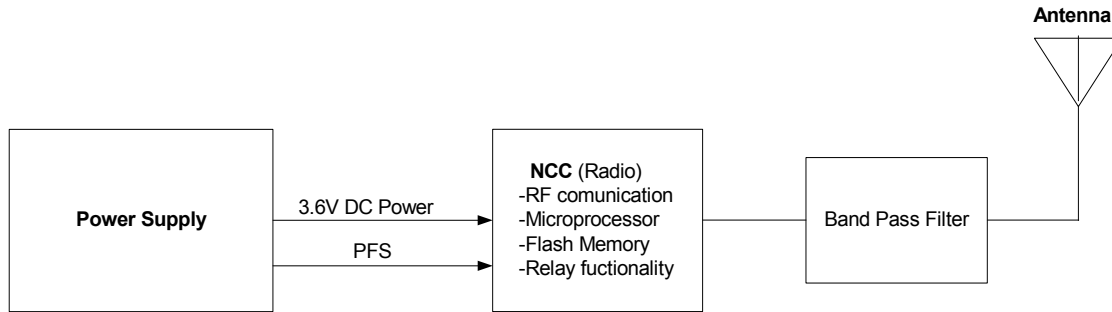 Antenna
Power Supply
3.6V DC Power
PFS
NCC (Radio)
-RF comunication
-Microprocessor
-Flash Memory
-Relay fuctionality
Band Pass Filter